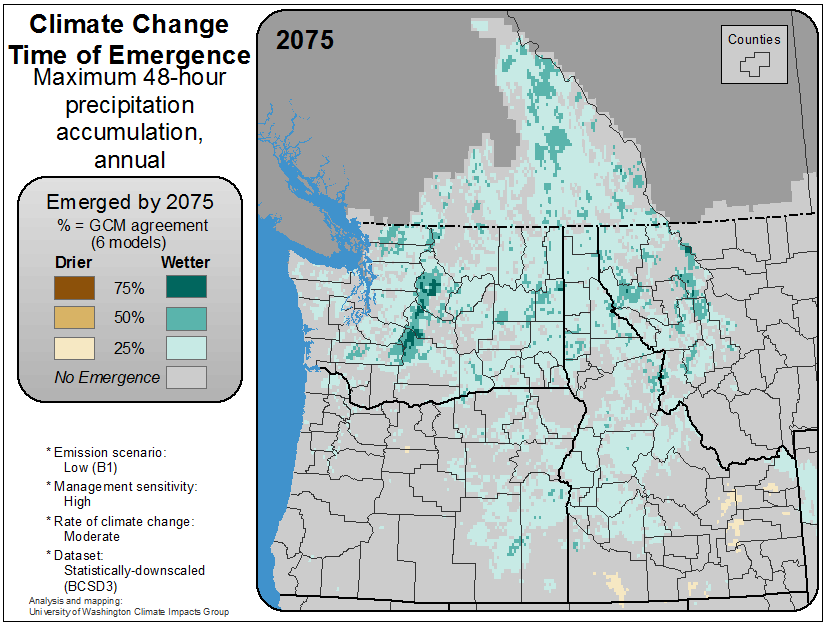 Climate Change
Time of Emergence
Maximum 48-hour
precipitation
accumulation,
annual
Emerged by 2075
% = GCM agreement
(6 models)
Drier Wetter
75%
50%
25%
No Emergence
* Emission scenario:
Low (B1)
* Management sensitivity:
High
* Rate of climate change:
Moderate
* Dataset:
Statistically-downscaled
(BCSD3)
Analysis and mapping:
University of Washington Climate Impacts Group
2075
Counties